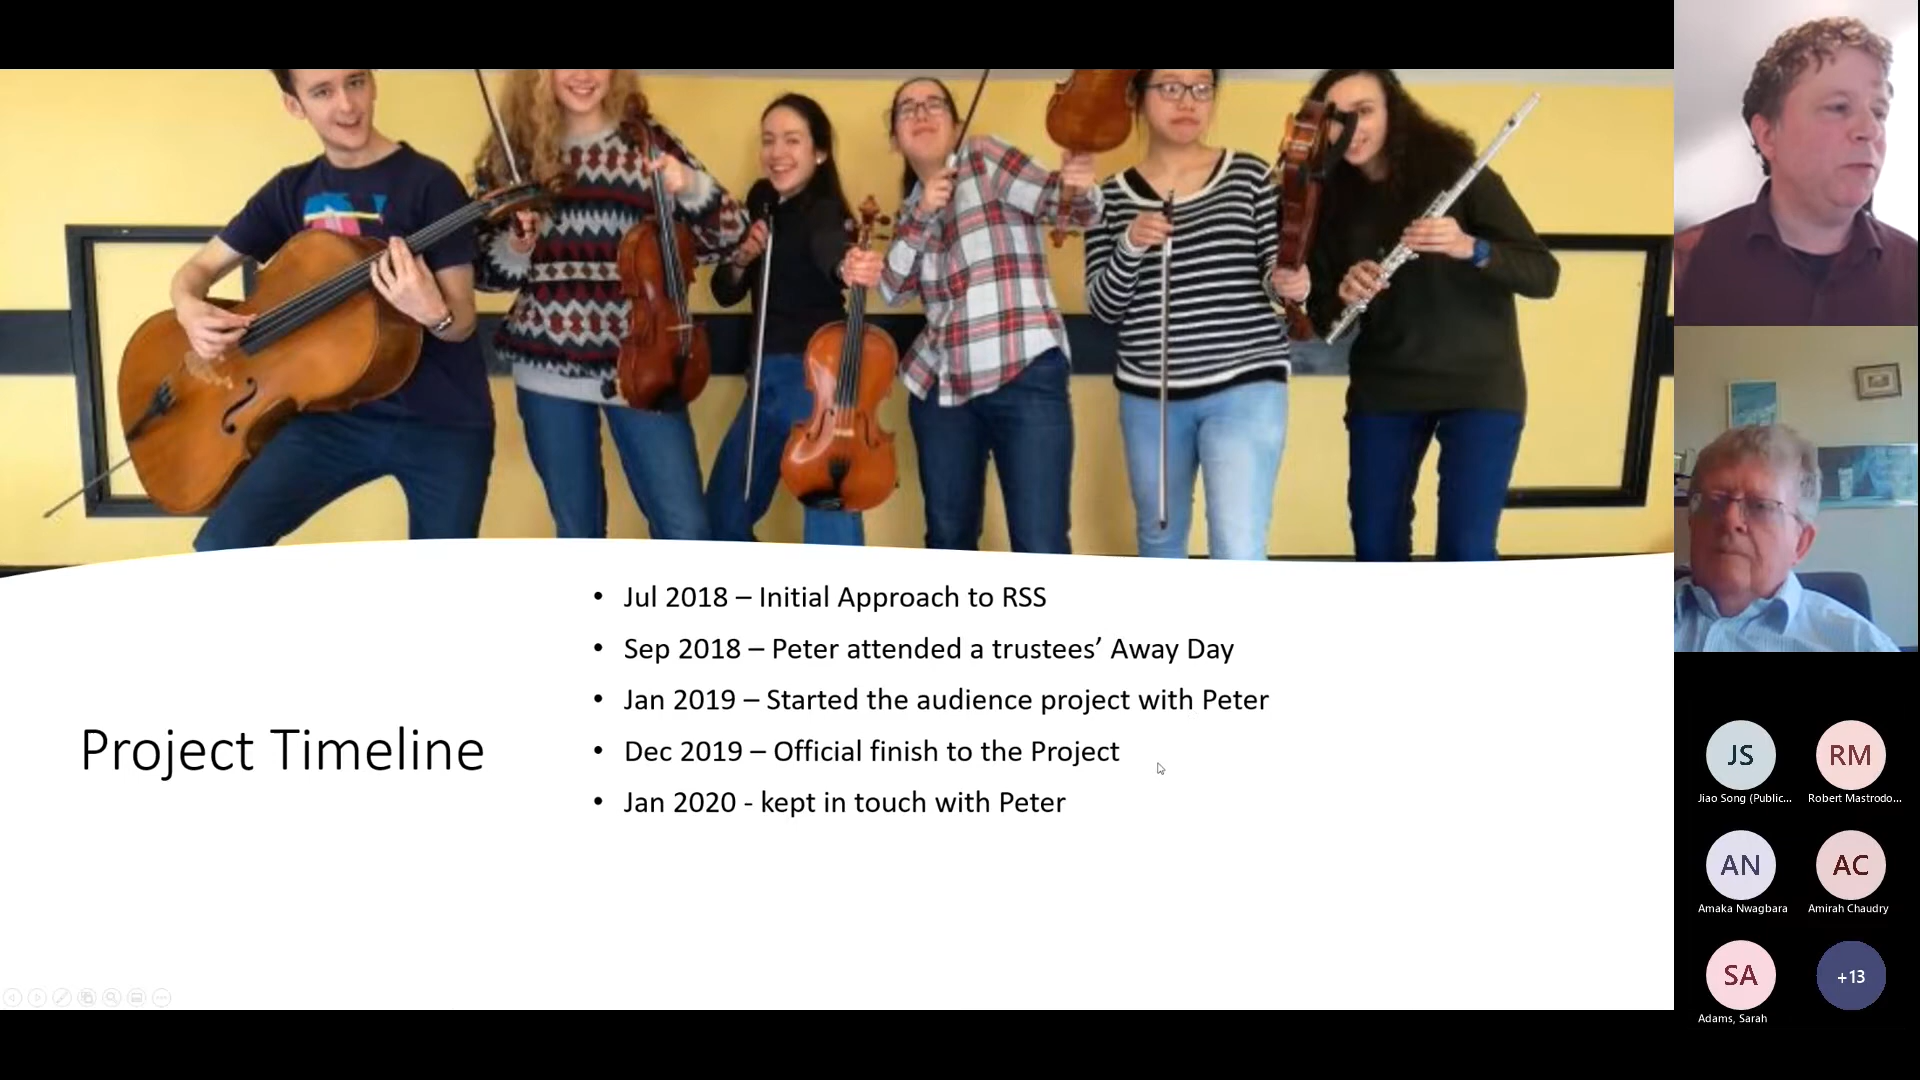 Project Timeline
• Jul 2018 – Initial Approach to RSS
• Sep 2018 – Peter attended a trustees’ Away Day
• Jan 2019 – Started the audience project with Peter
• Dec 2019 – Official finish to the Project
• Jan 2020 - kept in touch with Peter
JS
RM
Jiao Song (Public...
Robert Mastrodo...
AN
AC
Amaka Nwagbara
Amirah Chaudry
SA
+13
Adams, Sarah